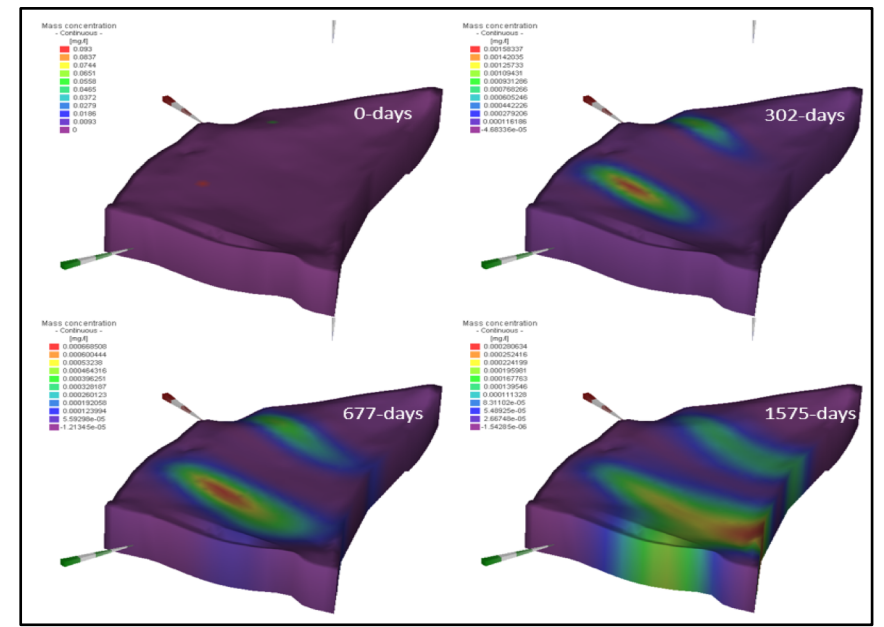 Mass concentration
- Continuous -
[mg/l]
0.093
0.0837
0.0744
0.0651
0.0558
0.0465
0.0372
0.0279
0.0186
0.0093
0
0-days
Mass concentration
- Continuous -
[mg/l]
0.00158337
0.00142035
0.00125733
0.00109431
0.000931286
0.000768266
0.000605246
0.000442226
0.000279206
0.000116186
-4.68336e-05
302-days
Mass concentration
- Continuous -
[mg/l]
0.000668508
0.000600444
0.00053238
0.000464316
0.000396251
0.000328187
0.000260123
0.000192058
0.000123994
5.59298e-05
-1.21345e-05
677-days
Mass concentration
- Continuous -
[mg/l]
0.000280634
0.000252416
0.000224199
0.000195981
0.000167763
0.000139546
0.000111328
8.31102e-05
5.48925e-05
2.66748e-05
-1.54285e-06
1575-days